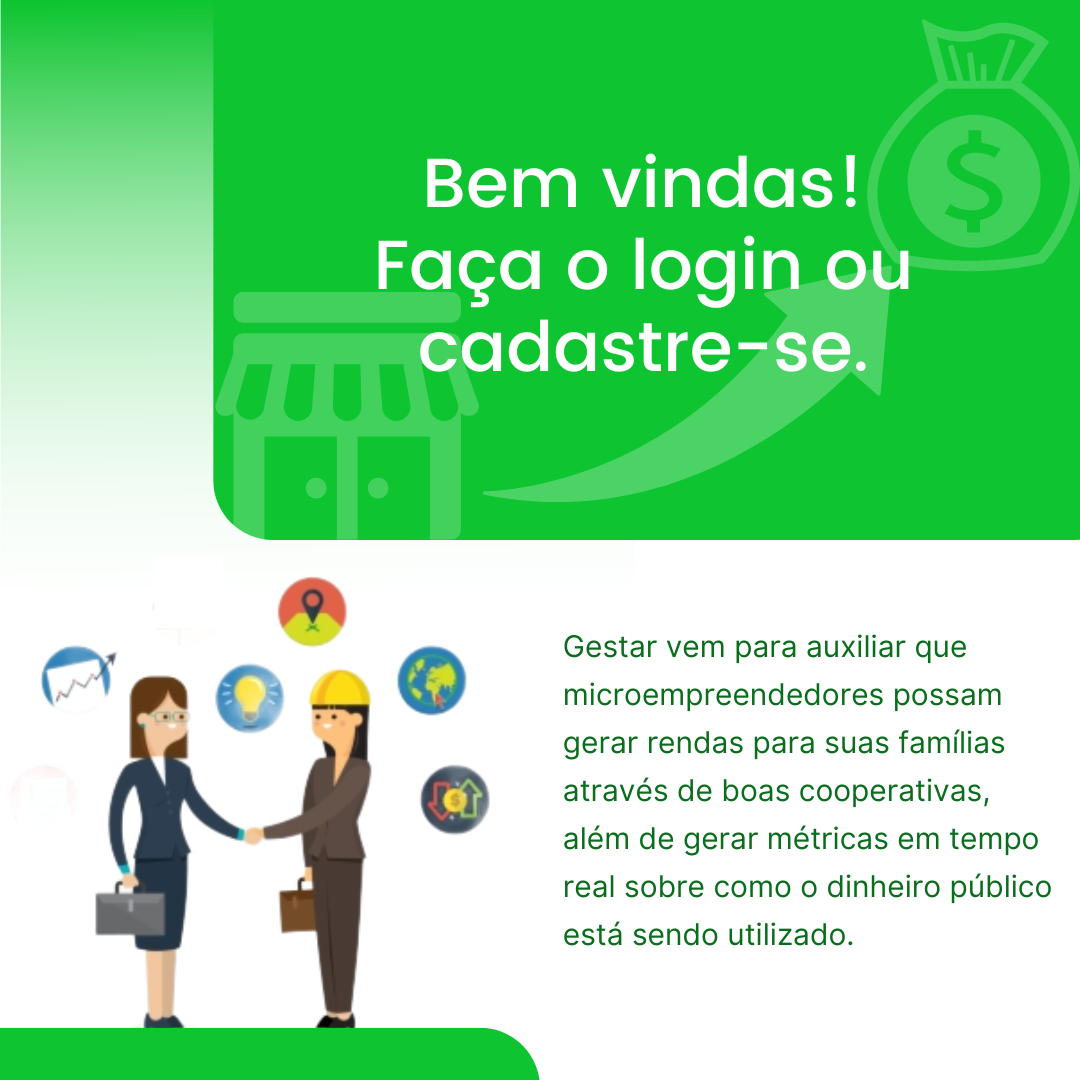 Bem vindas!
Faça o login ou
cadastre-se.
Gestar vem para auxiliar que
microempreendedores possam
gerar rendas para suas famílias
através de boas cooperativas,
além de gerar métricas em tempo
real sobre como o dinheiro público
está sendo utilizado.